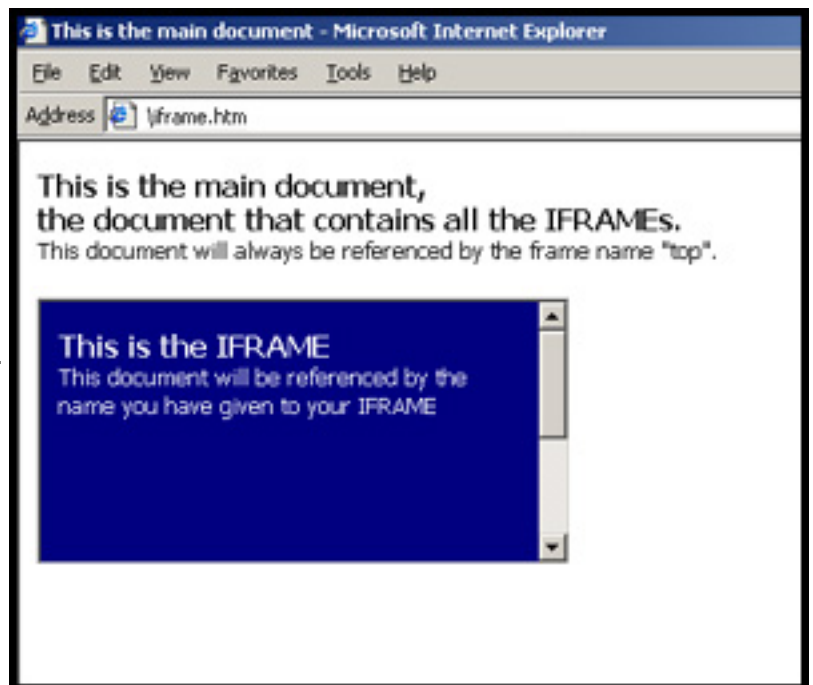 This is the main document - Microsoft Internet Explorer
File Edit View Favorites Tools Help
Address \iframe.htm
This is the main document,
the document that contains all the IFRAMEs.
This document will always be referenced by the frame name "top".
This is the IFRAME
This document will be referenced by the
name you have given to your IFRAME